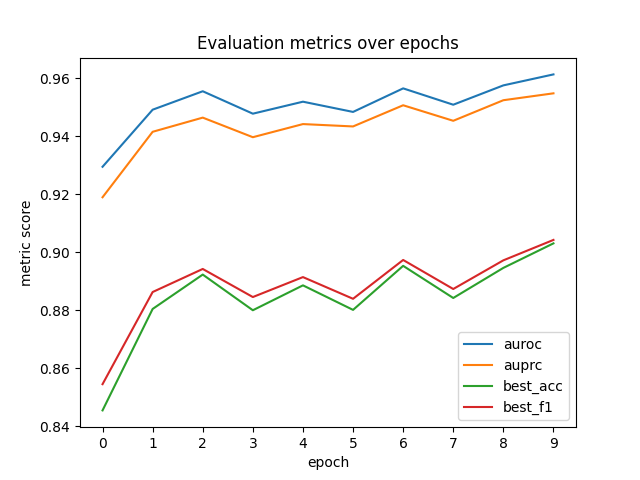 Evaluation metrics over epochs
metric score
0.96
0.94
0.92
0.90
0.88
0.86
0.84
auroc
auprc
best_acc
best_f1
0 1 2 3 4 5 6 7 8 9
epoch